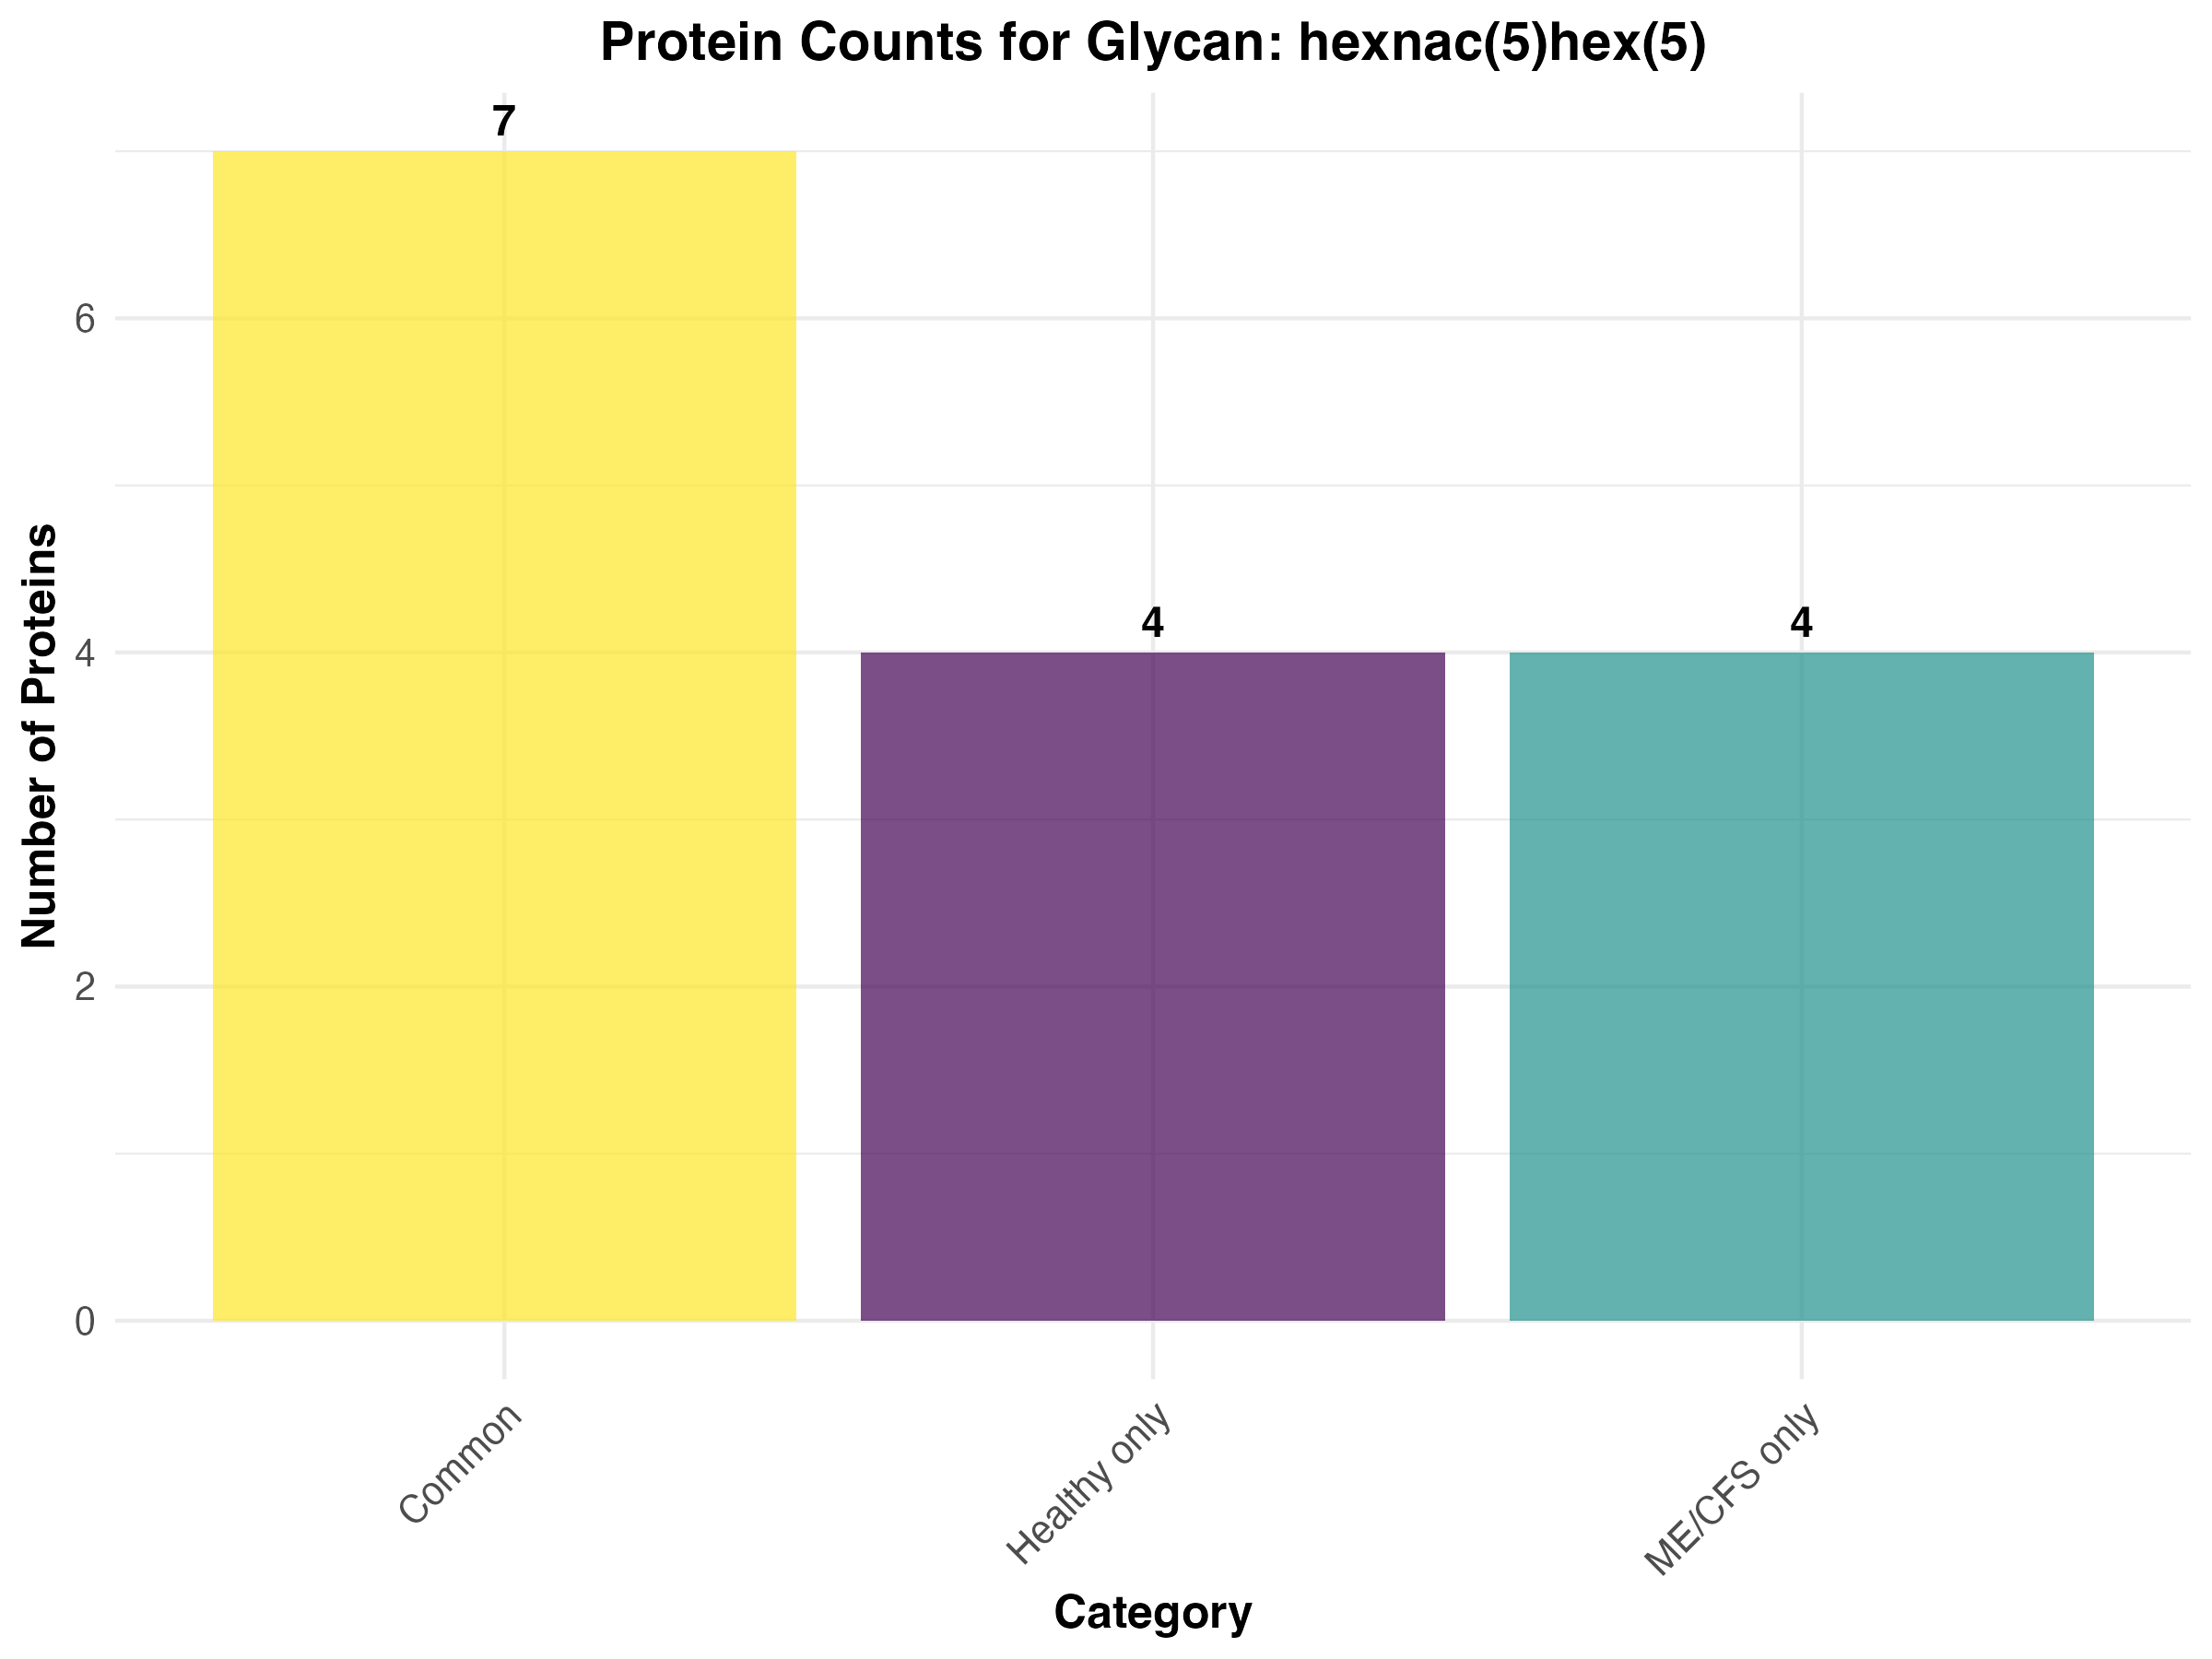 Protein Counts for Glycan: hexnac(5)hex(5)
7
4
4
Number of Proteins
6
4
2
0
Common
Healthy only
ME/CFS only
Category